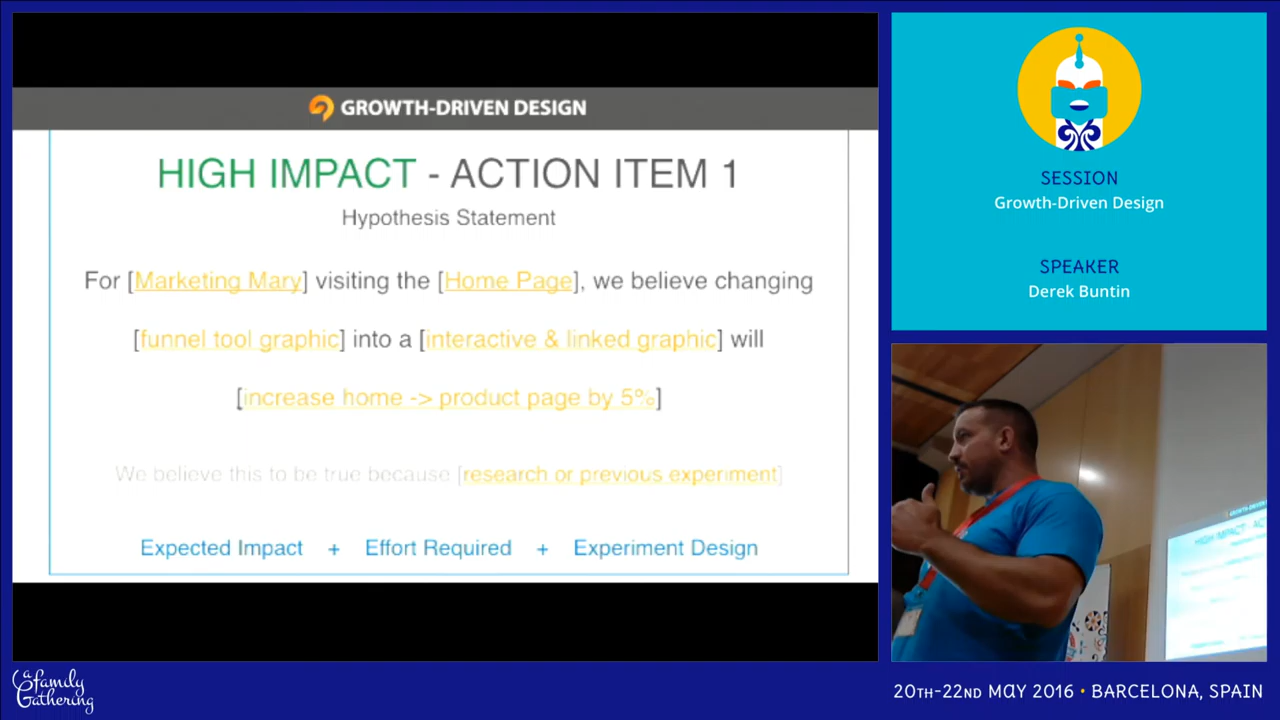 GROWTH-DRIVEN DESIGN
HIGH IMPACT - ACTION ITEM 1
Hypothesis Statement
For [Marketing Mary] visiting the [Home Page], we believe changing
[funnel tool graphic] into a [interactive & linked graphic] will
[increase home -> product page by 5%]
We believe this to be true because [research or previous experiment]
Expected Impact + Effort Required + Experiment Design
SESSION
Growth-Driven Design
SPEAKER
Derek Buntin
a family
Gathering
20TH-22ND MAY 2016 • BARCELONA, SPAIN